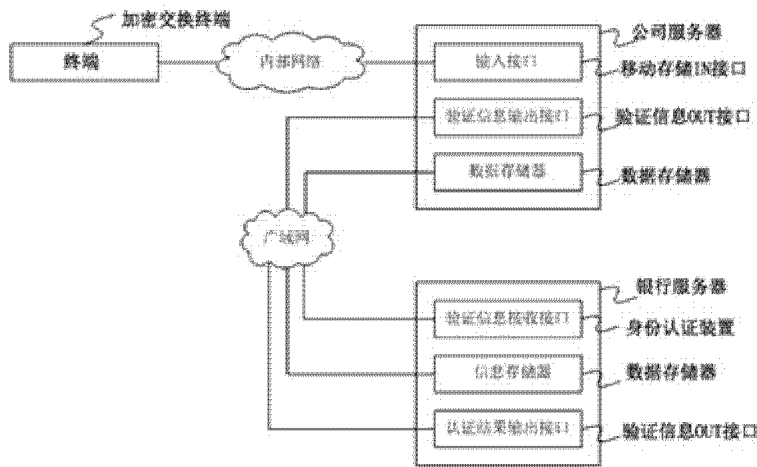 加密交换终端
终端
内部网络
公司服务器
输入接口
移动存储IN接口
验证信息输出接口
验证信息OUT接口
数据存储器
数据存储器
广域网
银行服务器
验证信息接收接口
身份认证装置
信息存储器
数据存储器
认证结果输出接口
验证信息OUT接口